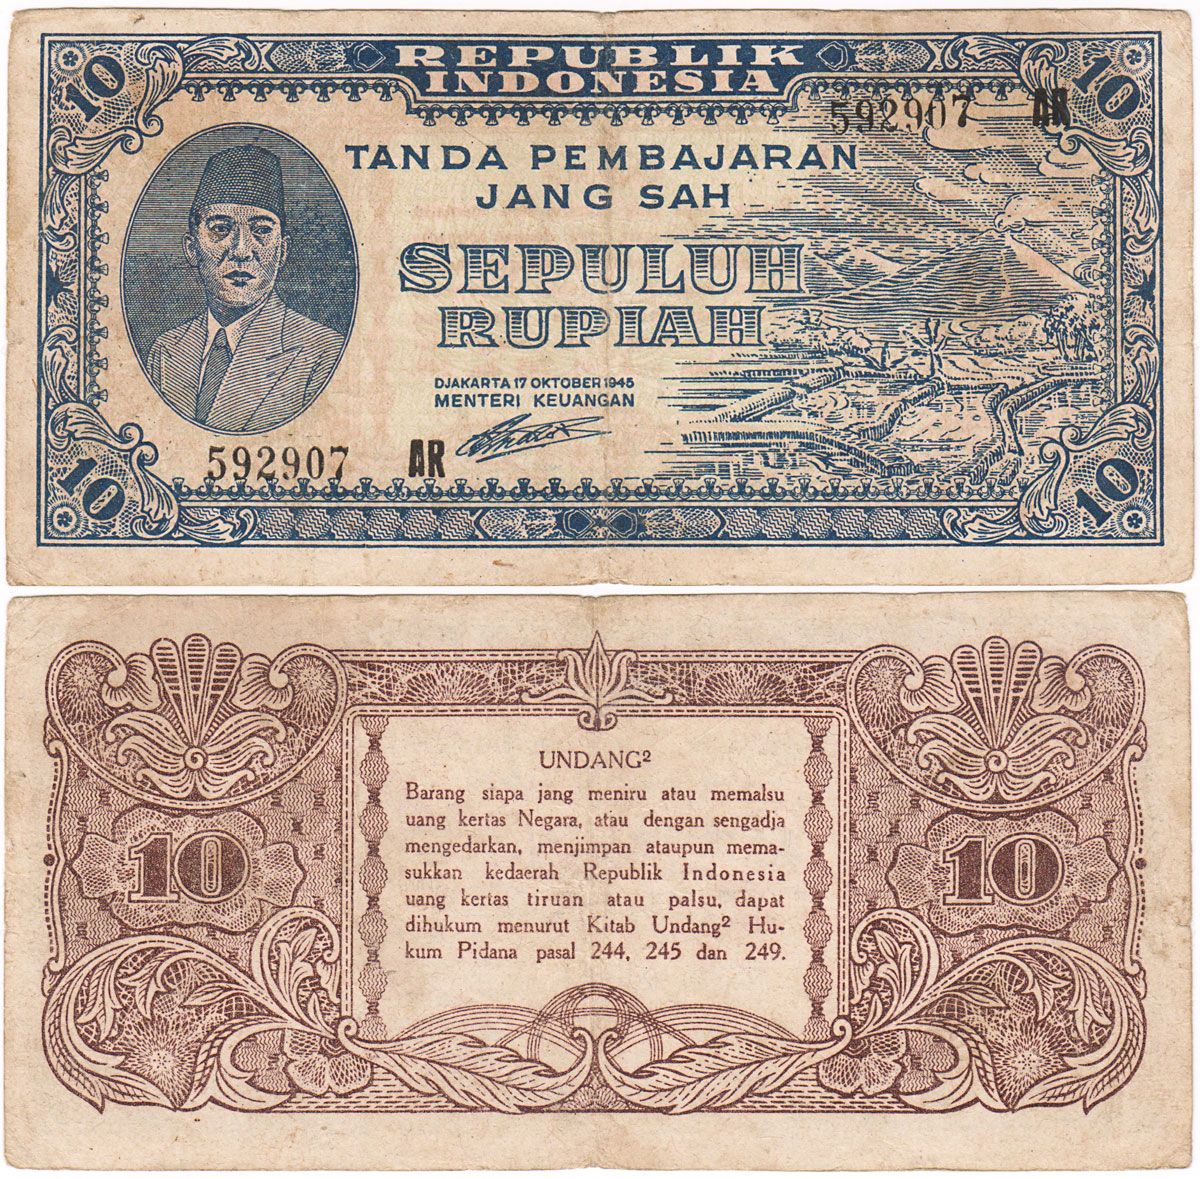 10
10
REPUBLIK
INDONESIA
592907 AR
TANDA PEMBAJARAN
JANG SAH
SEPULUH
RUPIAH
DJAKARTA 17 OKTOBER 1945
MENTERI KEUANGAN
592907 AR
10
10
UNDANG²
Barang siapa jang meniru atau memalsu
uang kertas Negara, atau dengan sengadja
mengedarkan, menjimpan ataupun mema-
sukkan kedaerah Republik Indonesia
uang kertas tiruan atau palsu, dapat
dihukum menurut Kitab Undang² Hu-
kum Pidana pasal 244, 245 dan 249.
10
10